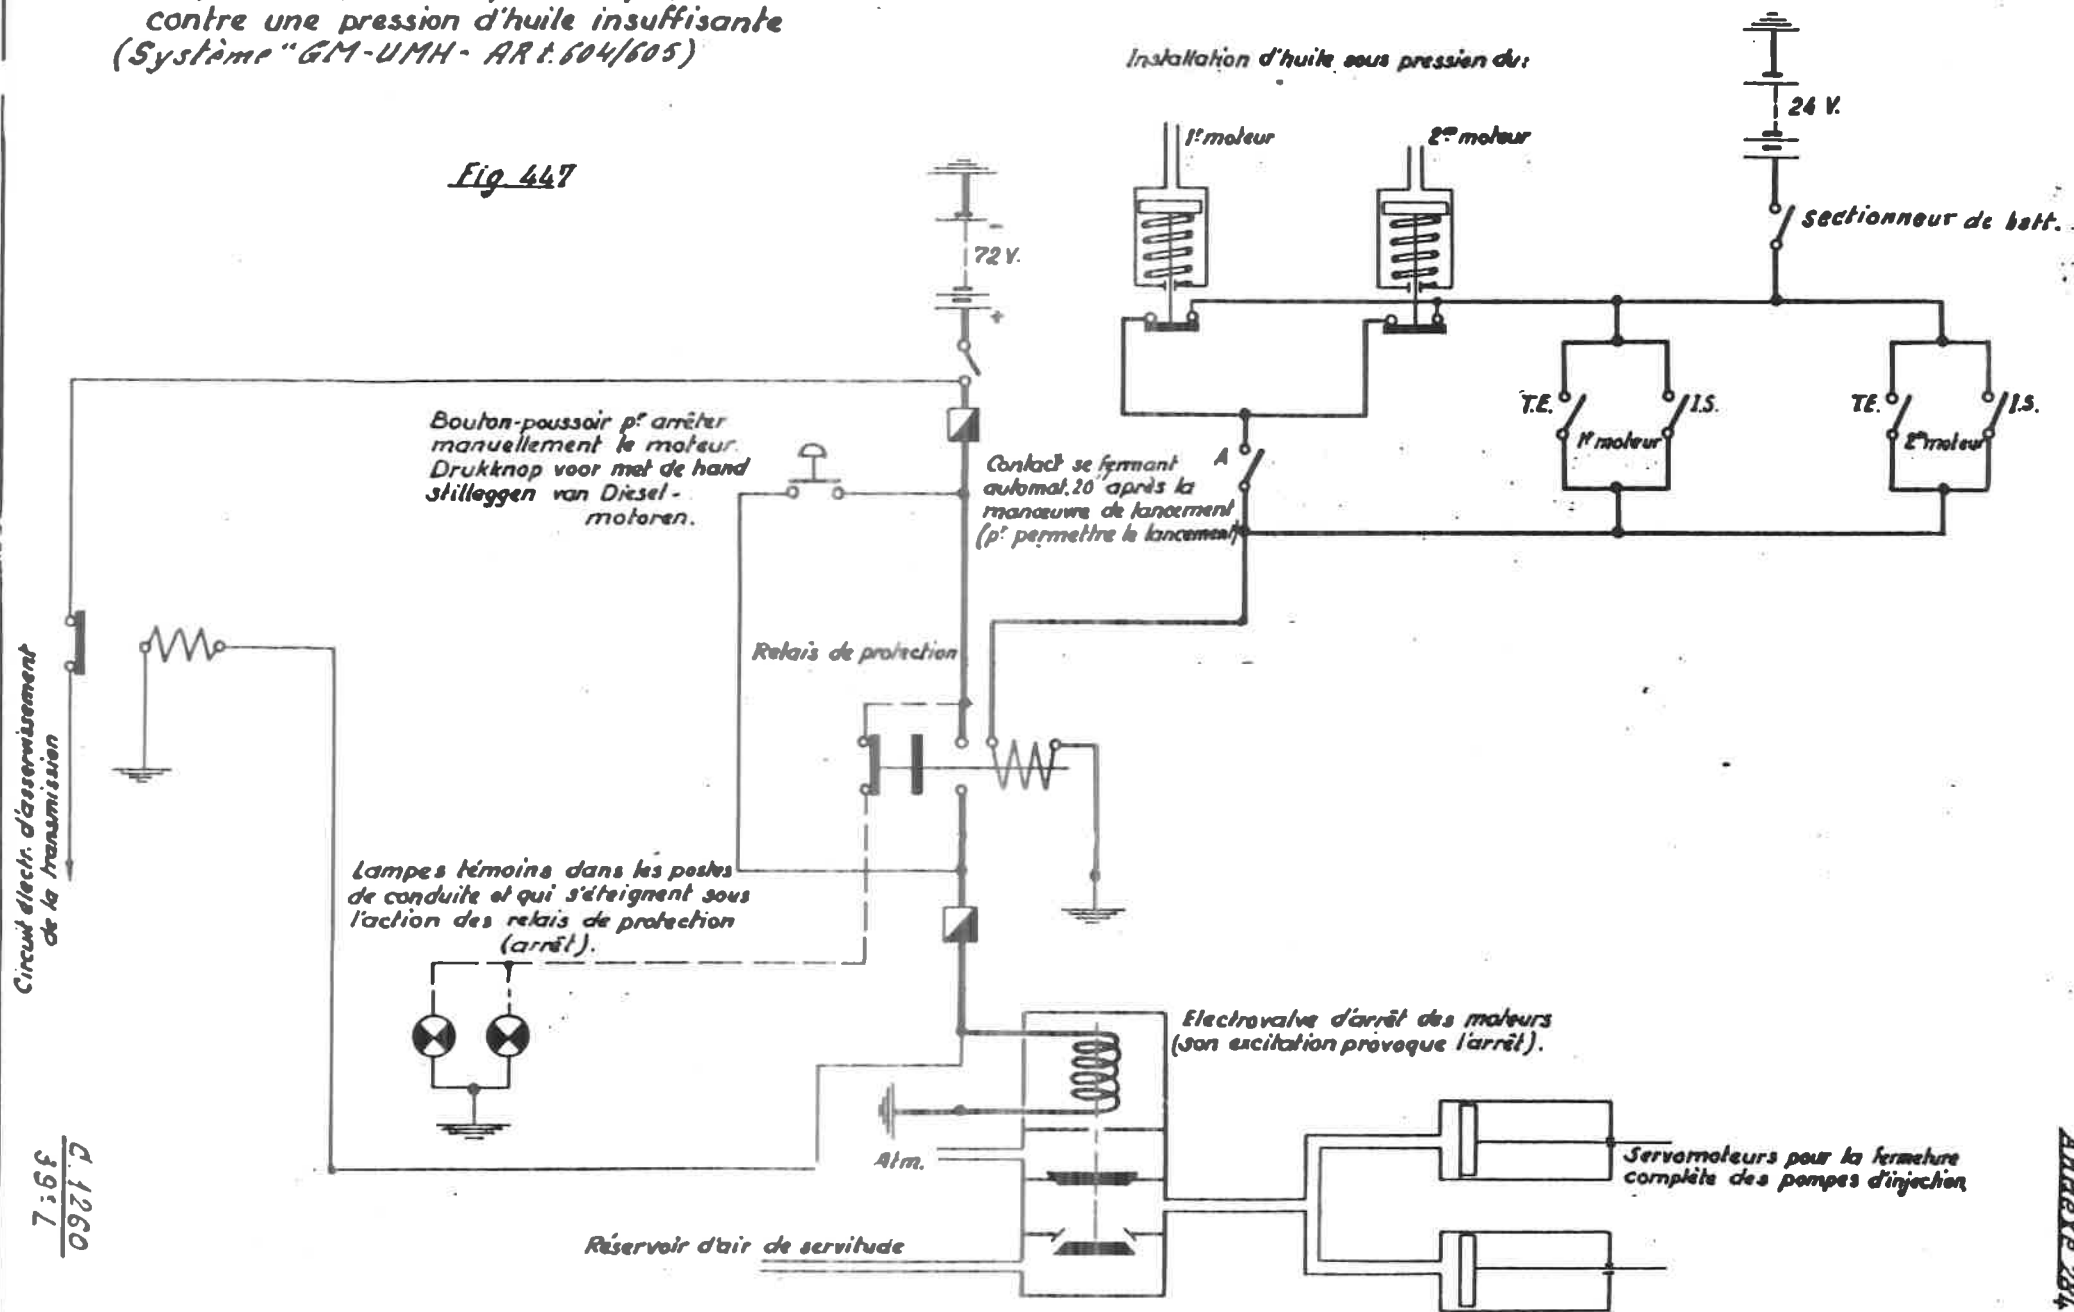 contre une pression d'huile insuffisante
(Système "GM-UMH- ARt.604/605)
Fig. 447
Installation d'huile sous pression du:
1r moteur
2me moteur
24 V.
sectionneur de batt.
-
72 V.
+
Bouton-poussoir pr arrêter
manuellement le moteur.
Drukknop voor met de hand
stilleggen van Diesel-
motoren.
Contact se fermant
automat. 20" après la
manœuvre de lancement
(pr permettre le lancement)
A
T.E.
I.S.
1r moteur
T.E.
I.S.
2me moteur
Relais de protection
Circuit électr. d'asservissement
de la transmission
Lampes témoins dans les postes
de conduite et qui s'éteignent sous
l'action des relais de protection
(arrêt).
Electrovalve d'arrêt des moteurs
(son excitation provoque l'arrêt).
Atm.
Réservoir d'air de servitude
Servomoteurs pour la fermeture
complète des pompes d'injection
C. 1260
39:7
Annexe 284